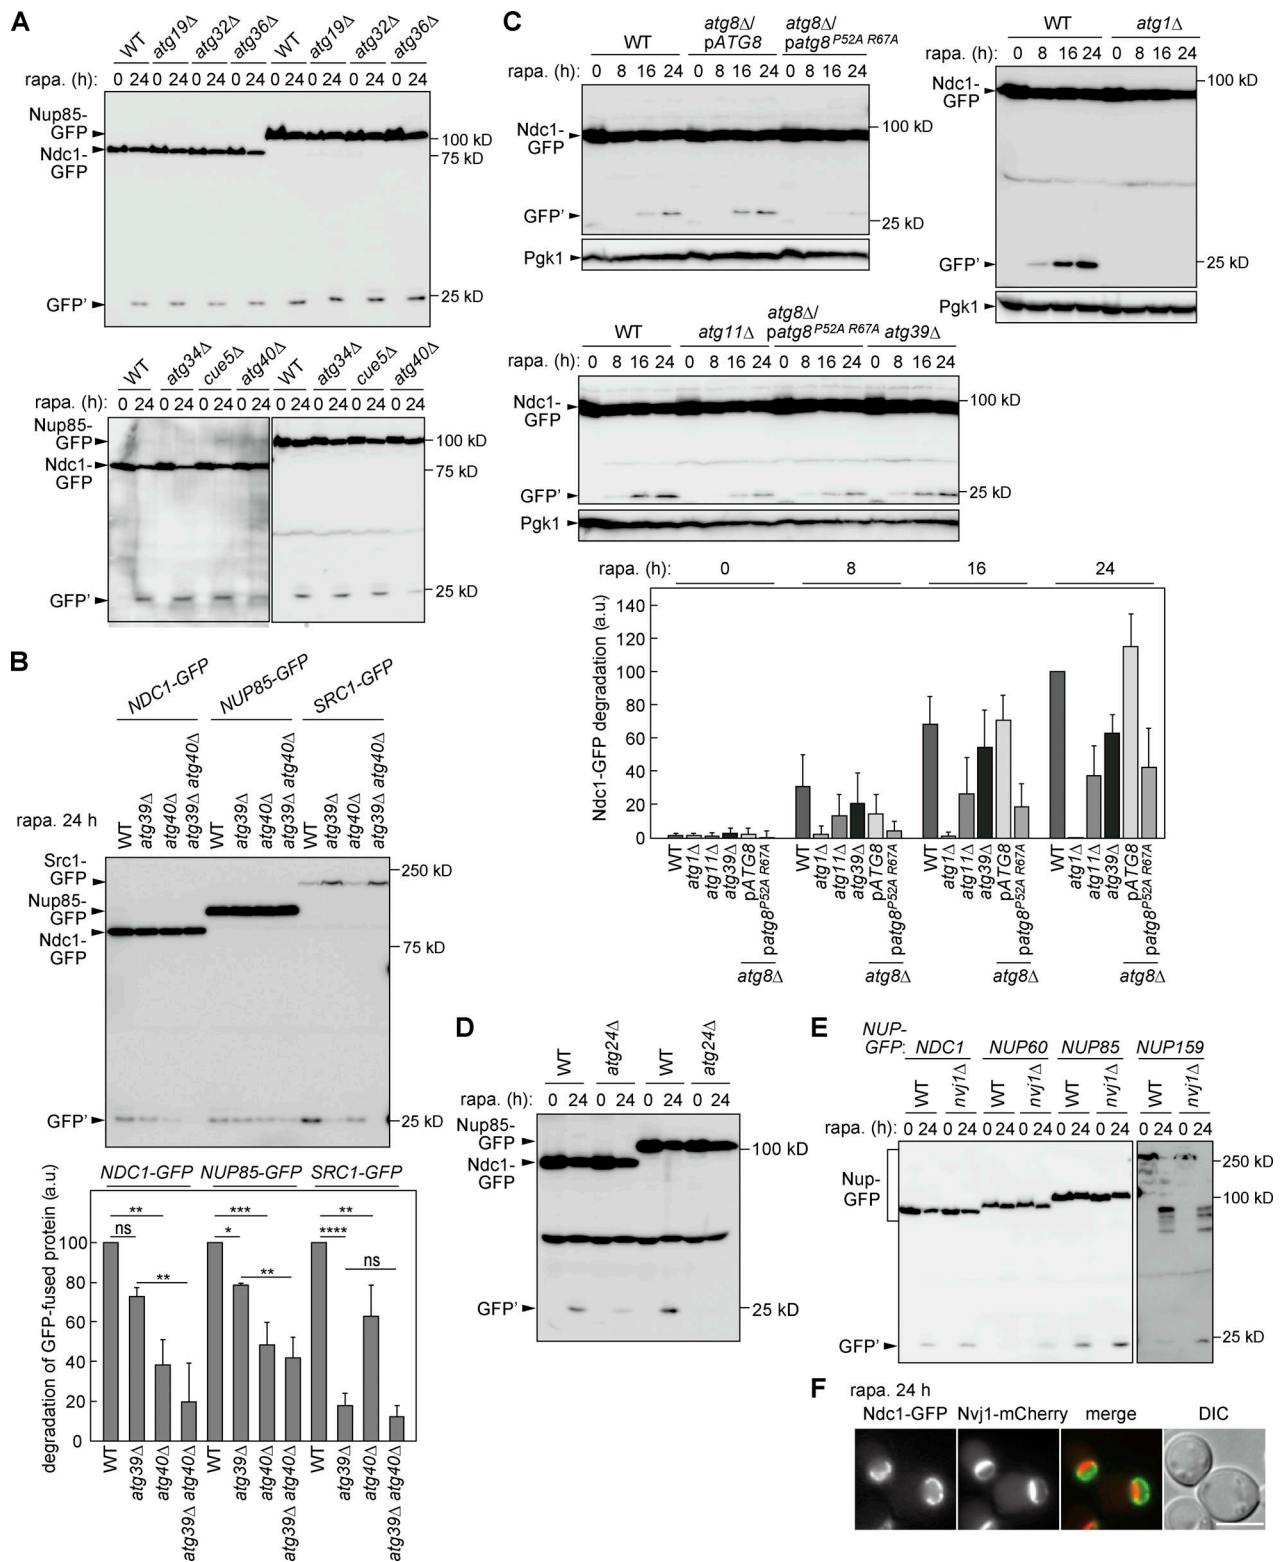 A
WT atg19Δ atg32Δ atg36Δ WT atg19Δ atg32Δ atg36Δ
rapa. (h): 0 24 0 24 0 24 0 24 0 24 0 24 0 24 0 24
Nup85-
GFP
Ndc1-
GFP
100 kD
75 kD
25 kD
GFP'
WT atg34Δ cue5Δ atg40Δ WT atg34Δ cue5Δ atg40Δ
rapa. (h): 0 24 0 24 0 24 0 24 0 24 0 24 0 24 0 24
Nup85-
GFP
Ndc1-
GFP
100 kD
75 kD
25 kD
GFP'
B
NDC1-GFP NUP85-GFP SRC1-GFP
rapa. 24 h
WT atg39Δ atg40Δ atg39Δ atg40Δ WT atg39Δ atg40Δ atg39Δ atg40Δ WT atg39Δ atg40Δ atg39Δ atg40Δ
Src1-
GFP
Nup85-
GFP
Ndc1-
GFP
250 kD
75 kD
25 kD
GFP'
NDC1-GFP NUP85-GFP SRC1-GFP
degradation of GFP-fused protein (a.u.)
** *** **
ns * ****
** ** ns
100
80
60
40
20
0
WT atg39Δ atg40Δ atg39Δ atg40Δ WT atg39Δ atg40Δ atg39Δ atg40Δ WT atg39Δ atg40Δ atg39Δ atg40Δ
C
WT atg8Δ/ pATG8 atg8Δ/ patg8P52A R67A
rapa. (h): 0 8 16 24 0 8 16 24 0 8 16 24
Ndc1-
GFP
100 kD
GFP'
25 kD
Pgk1
WT atg1Δ
rapa. (h): 0 8 16 24 0 8 16 24
Ndc1-
GFP
100 kD
GFP'
25 kD
Pgk1
WT atg11Δ atg8Δ/ patg8P52A R67A atg39Δ
rapa. (h): 0 8 16 24 0 8 16 24 0 8 16 24 0 8 16 24
Ndc1-
GFP
100 kD
GFP'
25 kD
Pgk1
rapa. (h): 0 8 16 24
Ndc1-GFP degradation (a.u.)
140
120
100
80
60
40
20
0
WT atg1Δ atg11Δ atg39Δ pATG8 patg8P52A R67A WT atg1Δ atg11Δ atg39Δ pATG8 patg8P52A R67A WT atg1Δ atg11Δ atg39Δ pATG8 patg8P52A R67A WT atg1Δ atg11Δ atg39Δ pATG8 patg8P52A R67A
atg8Δ atg8Δ atg8Δ atg8Δ
D
WT atg24Δ WT atg24Δ
rapa. (h): 0 24 0 24 0 24 0 24
Nup85-
GFP
Ndc1-
GFP
100 kD
GFP'
25 kD
E
NUP-
GFP: NDC1 NUP60 NUP85 NUP159
WT nvj1Δ WT nvj1Δ WT nvj1Δ WT nvj1Δ
rapa. (h): 0 24 0 24 0 24 0 24 0 24 0 24 0 24 0 24
Nup-
GFP
250 kD
100 kD
25 kD
GFP'
F
rapa. 24 h
Ndc1-GFP Nvj1-mCherry merge DIC